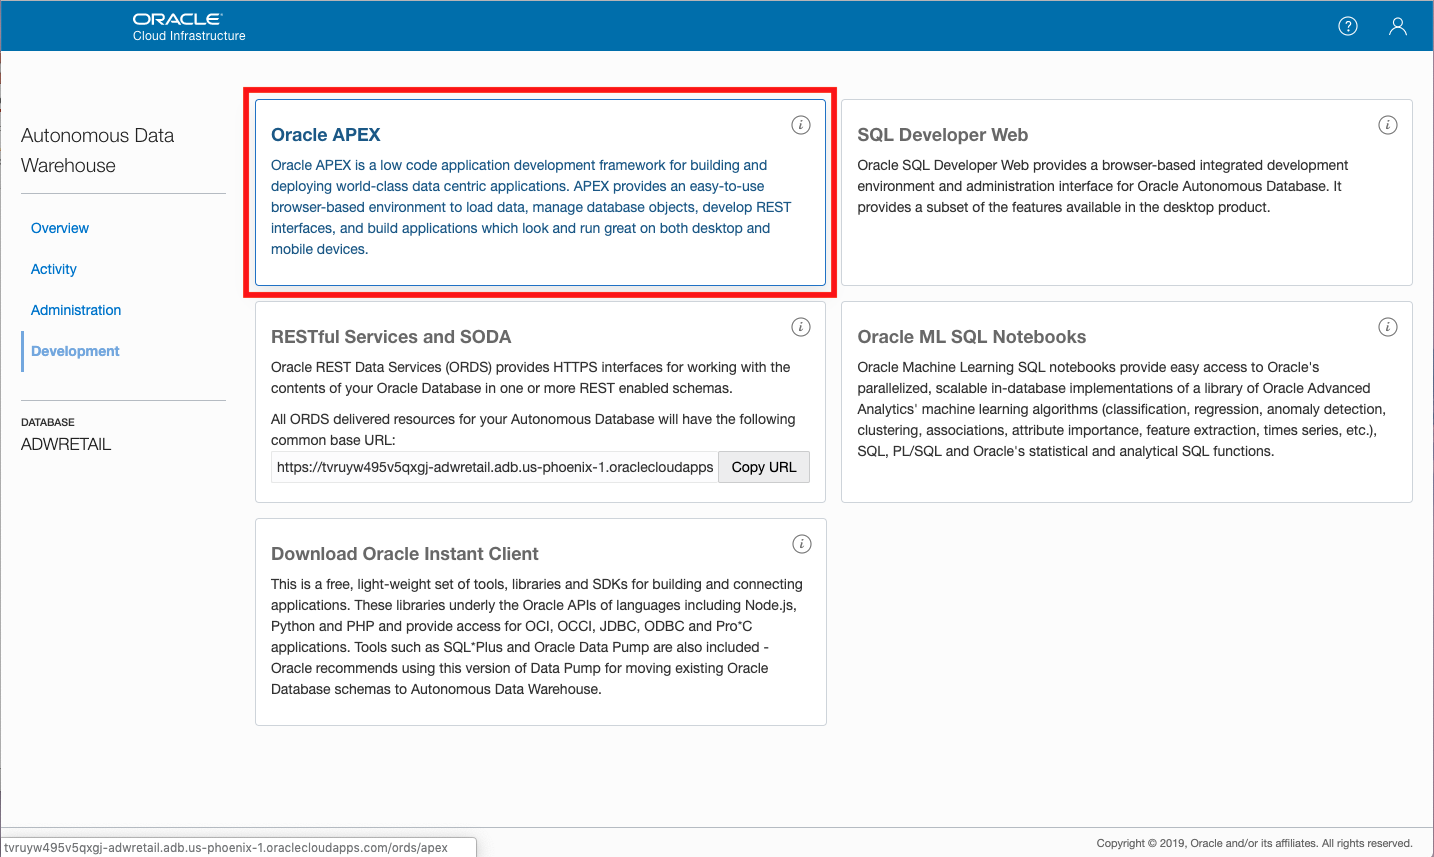 ORACLE
Cloud Infrastructure
Autonomous Data
Warehouse
Overview
Activity
Administration
Development
DATABASE
ADWRETAIL
Oracle APEX
Oracle APEX is a low code application development framework for building and
deploying world-class data centric applications. APEX provides an easy-to-use
browser-based environment to load data, manage database objects, develop REST
interfaces, and build applications which look and run great on both desktop and
mobile devices.
SQL Developer Web
Oracle SQL Developer Web provides a browser-based integrated development
environment and administration interface for Oracle Autonomous Database. It
provides a subset of the features available in the desktop product.
RESTful Services and SODA
Oracle REST Data Services (ORDS) provides HTTPS interfaces for working with the
contents of your Oracle Database in one or more REST enabled schemas.
All ORDS delivered resources for your Autonomous Database will have the following
common base URL:
https://tvruyw495v5qxgj-adwretail.adb.us-phoenix-1.oraclecloudapps
Copy URL
Oracle ML SQL Notebooks
Oracle Machine Learning SQL notebooks provide easy access to Oracle's
parallelized, scalable in-database implementations of a library of Oracle Advanced
Analytics' machine learning algorithms (classification, regression, anomaly detection,
clustering, associations, attribute importance, feature extraction, times series, etc.),
SQL, PL/SQL and Oracle's statistical and analytical SQL functions.
Download Oracle Instant Client
This is a free, light-weight set of tools, libraries and SDKs for building and connecting
applications. These libraries underly the Oracle APIs of languages including Node.js,
Python and PHP and provide access for OCI, OCCI, JDBC, ODBC and Pro*C
applications. Tools such as SQL*Plus and Oracle Data Pump are also included -
Oracle recommends using this version of Data Pump for moving existing Oracle
Database schemas to Autonomous Data Warehouse.
Copyright © 2019, Oracle and/or its affiliates. All rights reserved.
tvruyw495v5qxgj-adwretail.adb.us-phoenix-1.oraclecloudapps.com/ords/apex